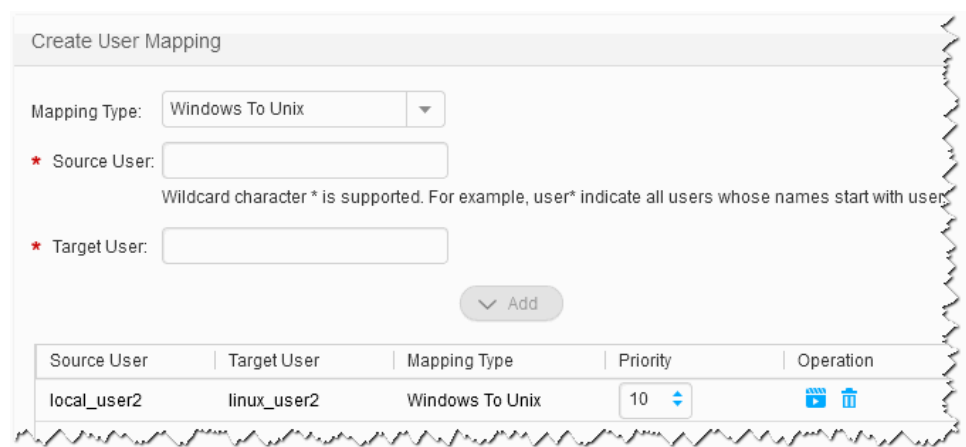 Create User Mapping
Mapping Type: Windows To Unix
* Source User:
Wildcard character * is supported. For example, user* indicate all users whose names start with user
* Target User:
Add
Source User Target User Mapping Type Priority Operation
local_user2 linux_user2 Windows To Unix 10